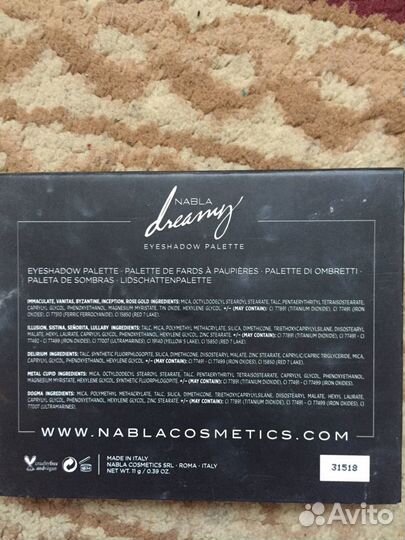 NABLA
dreamy
EYESHADOW PALETTE
EYESHADOW PALETTE · PALETTE DE FARDS À PAUPIÈRES · PALETTE DI OMBRETTI ·
PALETA DE SOMBRAS · LIDSCHATTENPALETTE
IMMACULATE, VANITAS, BYZANTINE, INCEPTION, ROSE GOLD INGREDIENTS: MICA, OCTYLDODECYL STEAROYL STEARATE, TALC, PENTAERYTHRITYL TETRAISOSTEARATE,
CAPRYLYL GLYCOL, PHENOXYETHANOL, MAGNESIUM MYRISTATE, TIN OXIDE, HEXYLENE GLYCOL. +/- (MAY CONTAIN): CI 77891 (TITANIUM DIOXIDE), CI 77491, (IRON
OXIDE), CI 77510 (FERRIC FERROCYANIDE), CI 15850 (RED 7 LAKE).
ILLUSION, SISTINA, SEÑORITA, LULLABY INGREDIENTS: TALC, MICA, POLYMETHYL METHACRYLATE, SILICA, DIMETHICONE, TRIETHOXYCAPRYLYLSILANE, DIISOSTEARYL
MALATE, HEXYL LAURATE, CAPRYLYL GLYCOL, PHENOXYETHANOL, HEXYLENE GLYCOL, ZINC STEARATE. +/- (MAY CONTAIN): CI 77891 (TITANIUM DIOXIDE), CI 77491 - CI
77492 - CI 77499 (IRON OXIDES), CI 19140 (YELLOW 5 LAKE), CI 15850 (RED 7 LAKE).
DELIRIUM INGREDIENTS: TALC, SYNTHETIC FLUORPHLOGOPITE, SILICA, DIMETHICONE, DIISOSTEARYL MALATE, ZINC STEARATE, CAPRYLIC/CAPRIC TRIGLYCERIDE, MICA,
CAPRYLYL GLYCOL, PHENOXYETHANOL, HEXYLENE GLYCOL. +/- (MAY CONTAIN): CI 77491 - CI 77499 (IRON OXIDES), CI 15850 (RED 7 LAKE).
METAL CUPID INGREDIENTS: MICA, OCTYLDODECYL STEAROYL STEARATE, TALC, PENTAERYTHRITYL TETRAISOSTEARATE, CAPRYLYL GLYCOL, PHENOXYETHANOL,
MAGNESIUM MYRISTATE, HEXYLENE GLYCOL, SYNTHETIC FLUORPHLOGOPITE. +/- (MAY CONTAIN): CI 77491 - CI 77499 (IRON OXIDES).
DOGMA INGREDIENTS: MICA, POLYMETHYL METHACRYLATE, TALC, SILICA, DIMETHICONE, TRIETHOXYCAPRYLYLSILANE, DIISOSTEARYL MALATE, HEXYL LAURATE,
CAPRYLYL GLYCOL, PHENOXYETHANOL, HEXYLENE GLYCOL, ZINC STEARATE. +/- (MAY CONTAIN): CI 77891 (TITANIUM DIOXIDE), CI 77491 - CI 77499 (IRON OXIDES), CI
77007 (ULTRAMARINES).
WWW.NABLACOSMETICS.COM
crueltyfree
andvegan
MADE IN ITALY
NABLA COSMETICS SRL · ROMA · ITALY
NET WT. 11 g / 0.39 OZ.
31518
Avito